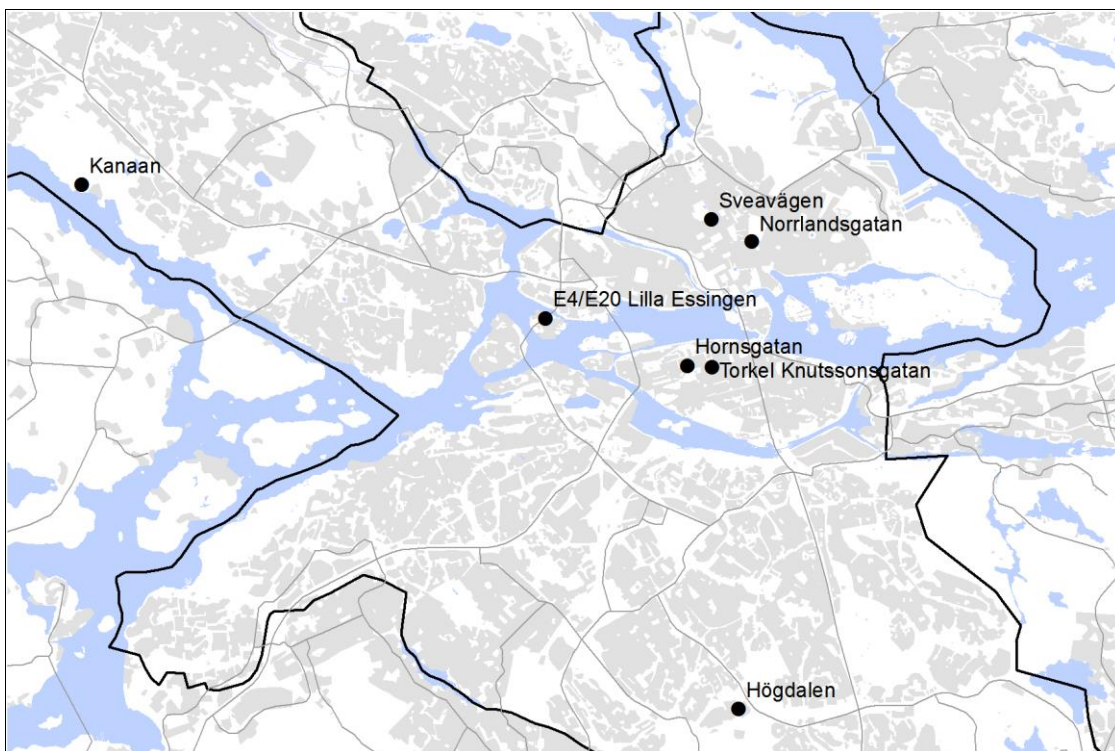 Kanaan
Sveavägen
Norrlandsgatan
E4/E20 Lilla Essingen
Hornsgatan
Torkel Knutssonsgatan
Högdalen